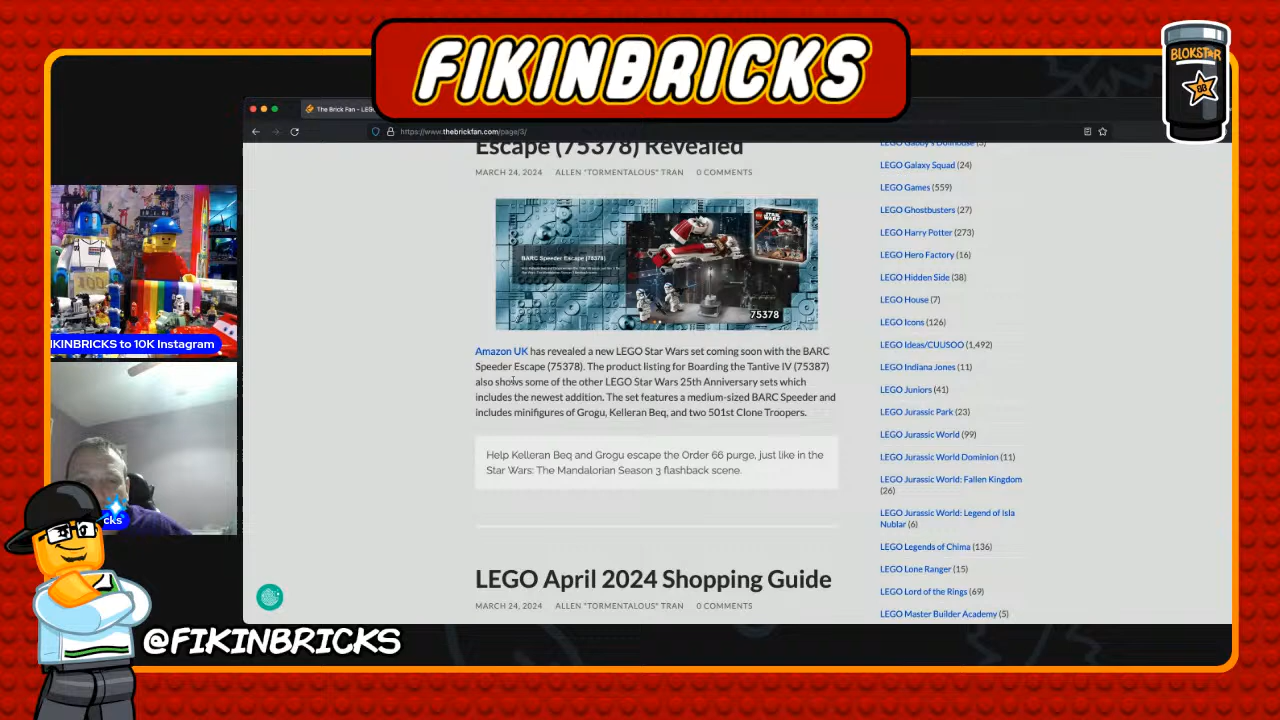 FIKINBRICKS
BLOKSTAR
The Brick Fan - LEG
https://www.thebrickfan.com/page/3/
Escape (75378) Revealed
MARCH 24, 2024 ALLEN "TORMENTALOUS" TRAN 0 COMMENTS
BARC Speeder Escape (75378)
STAR WARS
75378
Amazon UK has revealed a new LEGO Star Wars set coming soon with the BARC
Speeder Escape (75378). The product listing for Boarding the Tantive IV (75387)
also shows some of the other LEGO Star Wars 25th Anniversary sets which
includes the newest addition. The set features a medium-sized BARC Speeder and
includes minifigures of Grogu, Kelleran Beq, and two 501st Clone Troopers.
Help Kelleran Beq and Grogu escape the Order 66 purge, just like in the
Star Wars: The Mandalorian Season 3 flashback scene.
LEGO April 2024 Shopping Guide
MARCH 24, 2024 ALLEN "TORMENTALOUS" TRAN 0 COMMENTS
LEGO Gabby's Dollhouse (3)
LEGO Galaxy Squad (24)
LEGO Games (559)
LEGO Ghostbusters (27)
LEGO Harry Potter (273)
LEGO Hero Factory (16)
LEGO Hidden Side (38)
LEGO House (7)
LEGO Icons (126)
LEGO Ideas/CUUSOO (1,492)
LEGO Indiana Jones (11)
LEGO Juniors (41)
LEGO Jurassic Park (23)
LEGO Jurassic World (99)
LEGO Jurassic World Dominion (11)
LEGO Jurassic World: Fallen Kingdom
(26)
LEGO Jurassic World: Legend of Isla
Nublar (6)
LEGO Legends of Chima (136)
LEGO Lone Ranger (15)
LEGO Lord of the Rings (69)
LEGO Master Builder Academy (5)
IKINBRICKS to 10K Instagram
cks
@FIKINBRICKS